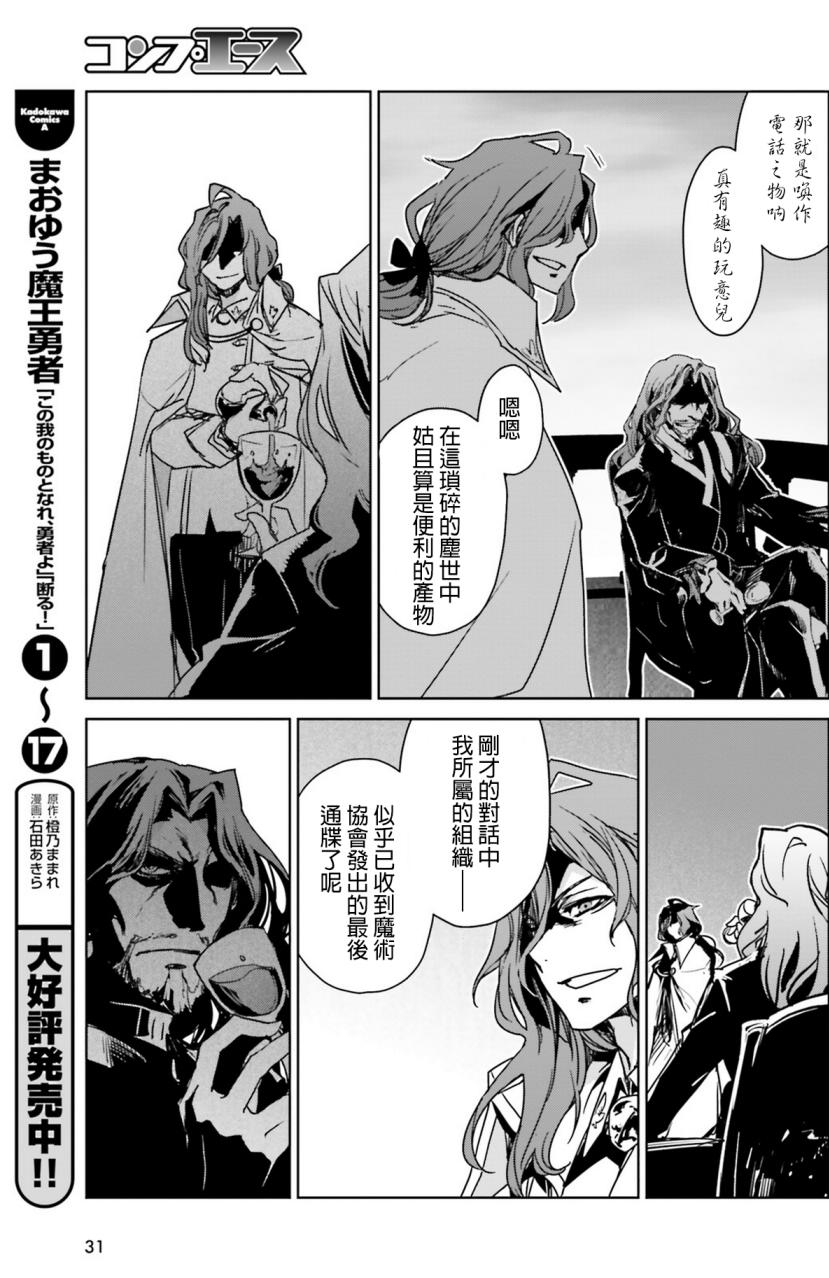 コンプ・エース
那就是喚作
電話之物吶
真有趣的玩意兒
嗯嗯
在這瑣碎的塵世中
姑且算是便利的產物
剛才的對話中
我所屬的組織——
似乎已收到魔術
協會發出的最後
通牒了呢
Kadokawa
Comics
A
まおゆう魔王勇者
「この我のものとなれ、勇者よ」「断る!」
1〜17
原作:橙乃ままれ
漫画:石田あきら
大好評発売中!!
31